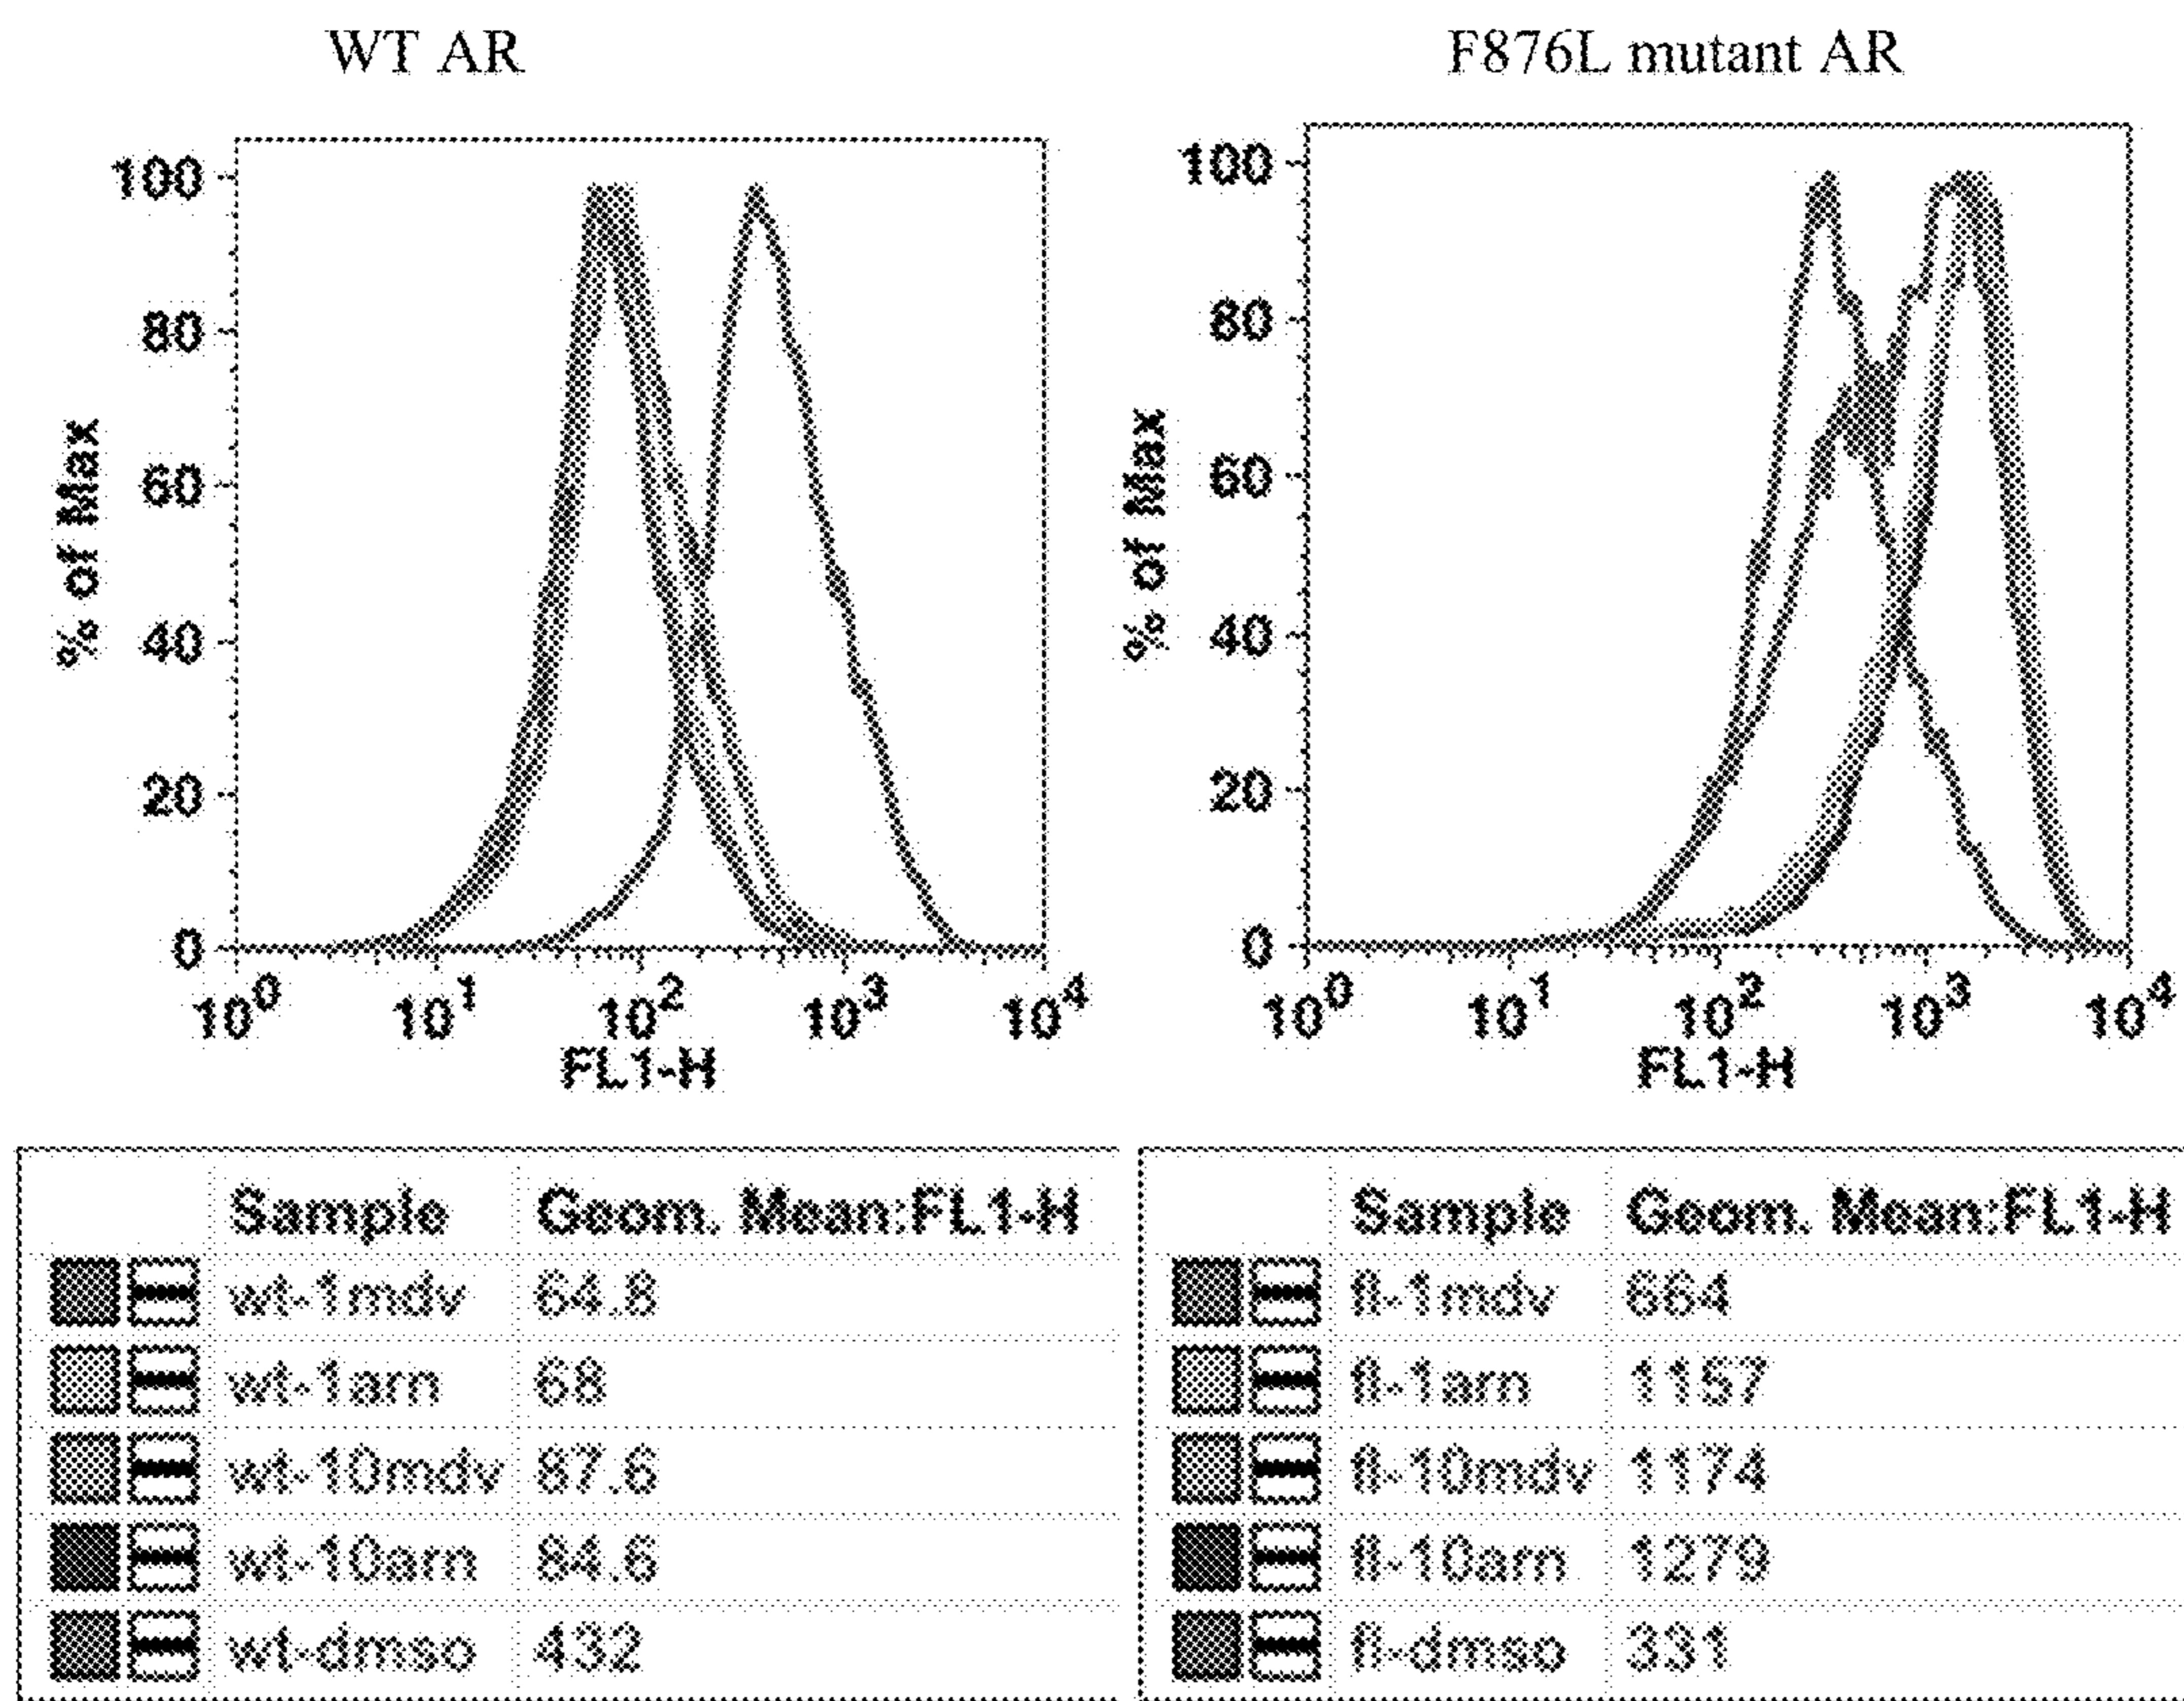 WT AR
F876L mutant AR
100
80
60
40
20
0
% of Max
10^0 10^1 10^2 10^3 10^4
FL1-H
100
80
60
40
20
0
% of Max
10^0 10^1 10^2 10^3 10^4
FL1-H
Sample Geom. Mean:FL1-H
wt-1mdv 64.8
wt-1arn 68
wt-10mdv 87.6
wt-10arn 84.6
wt-dmso 432
Sample Geom. Mean:FL1-H
fl-1mdv 664
fl-1arn 1157
fl-10mdv 1174
fl-10arn 1279
fl-dmso 331